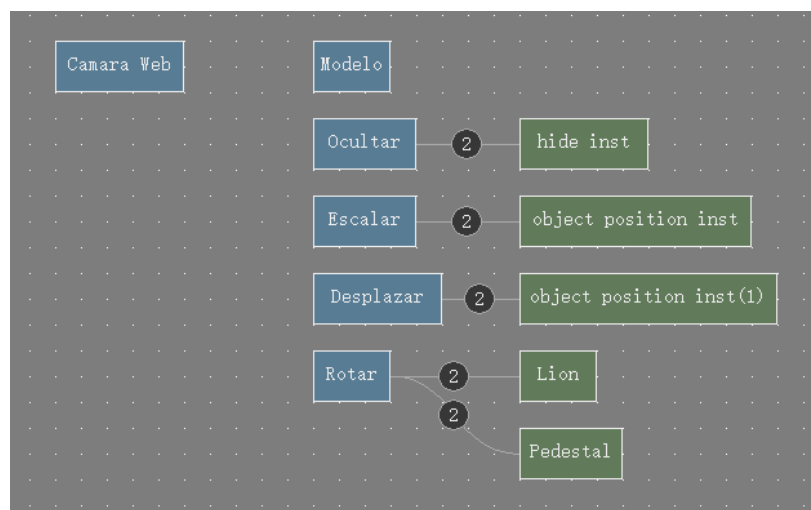 Camara Web
Modelo
Ocultar 2 hide inst
Escalar 2 object position inst
Desplazar 2 object position inst(1)
Rotar 2 Lion
2
Pedestal